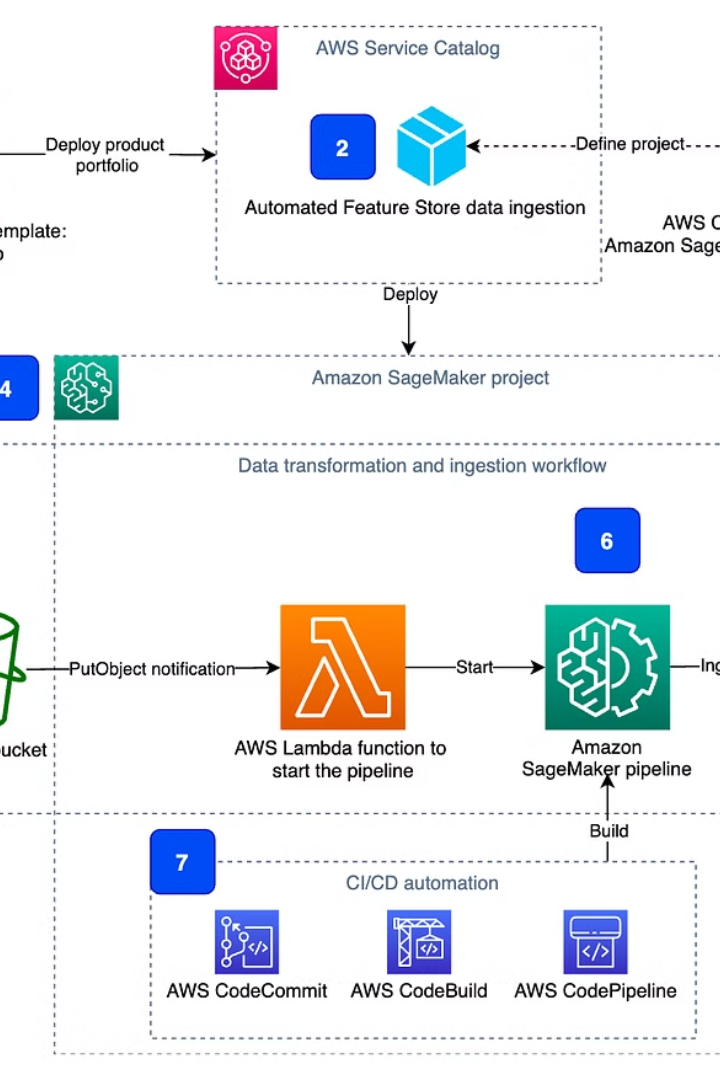 AWS Service Catalog
Deploy product
portfolio
2
Define project
Automated Feature Store data ingestion
emplate:
AWS C
Amazon Sage
Deploy
4
Amazon SageMaker project
Data transformation and ingestion workflow
6
PutObject notification
Start
Ing
ucket
AWS Lambda function to
start the pipeline
Amazon
SageMaker pipeline
Build
7
CI/CD automation
AWS CodeCommit
AWS CodeBuild
AWS CodePipeline